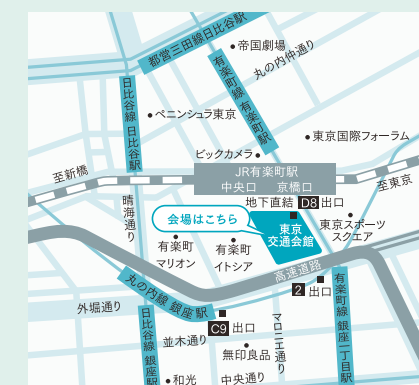 都営三田線日比谷駅
帝国劇場
丸の内仲通り
日比谷線 日比谷駅
有楽町線 有楽町駅
ペニンシュラ東京
東京国際フォーラム
ビックカメラ
至新橋
JR有楽町駅
中央口 京橋口
至東京
地下直結 D8 出口
晴海通り
会場はこちら
東京
交通会館
東京スポーツ
スクエア
有楽町
マリオン
有楽町
イトシア
高速道路
丸の内線 銀座駅
2 出口
外堀通り
C9 出口
並木通り
マロニエ通り
有楽町線 銀座一丁目駅
日比谷線 銀座駅
無印良品
和光
中央通り